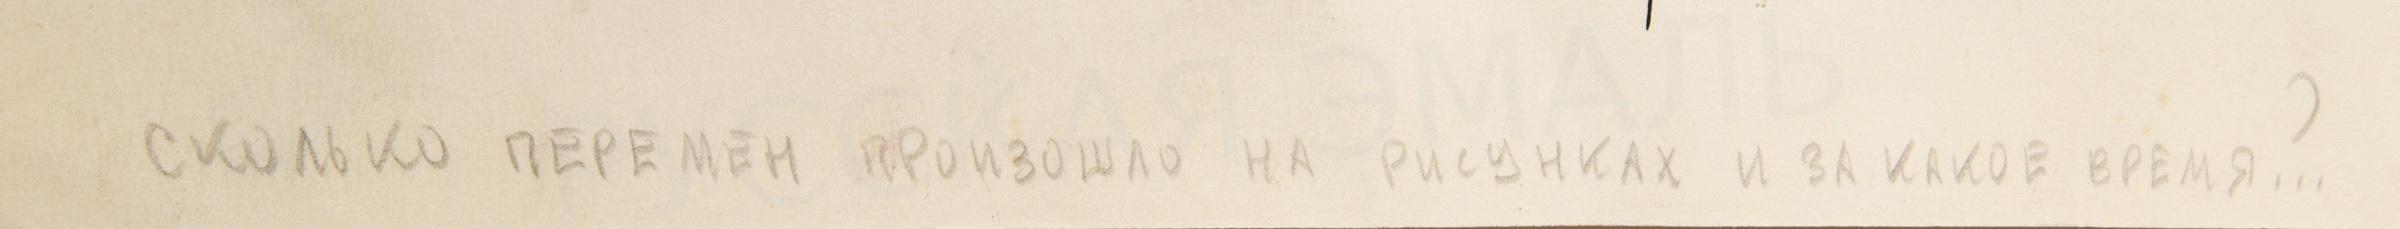 СКОЛЬКО ПЕРЕМЕН ПРОИЗОШЛО НА РИСУНКАХ И ЗА КАКОЕ ВРЕМЯ?...